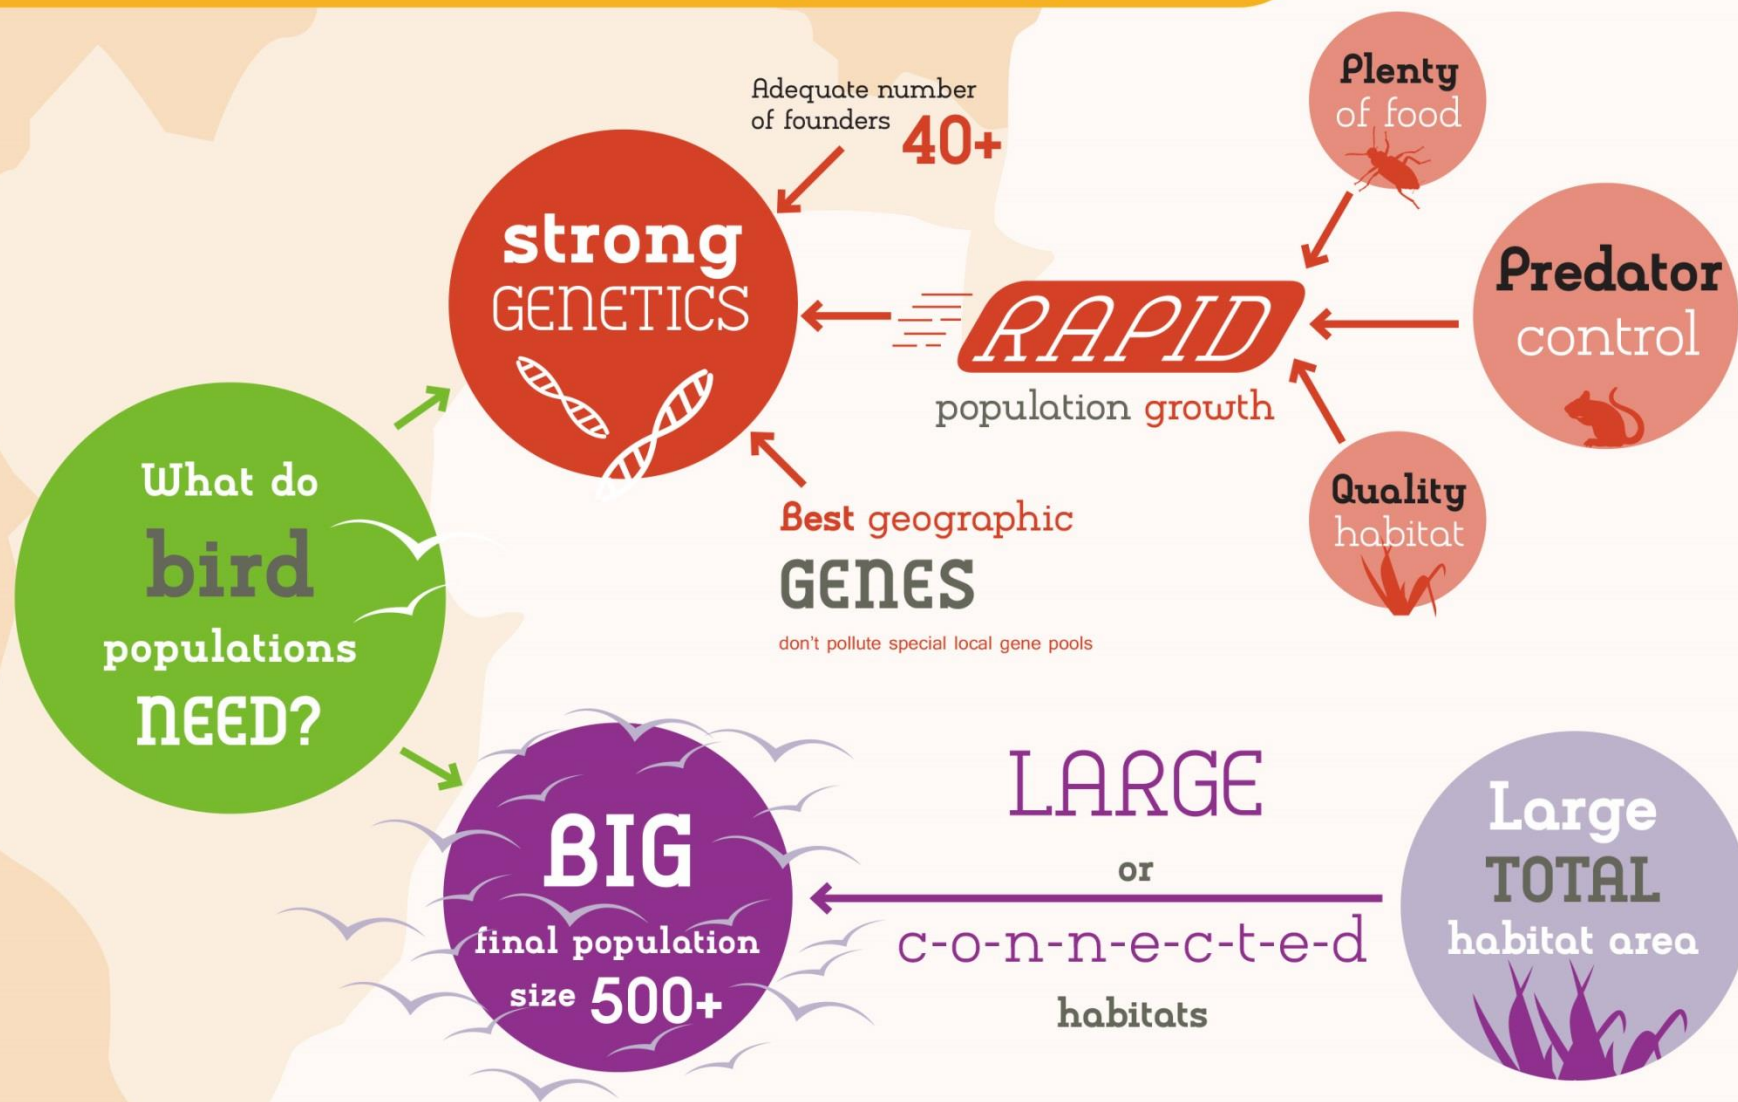 What do
bird
populations
NEED?
strong
GENETICS
Adequate number
of founders 40+
RAPID
population growth
Plenty
of food
Predator
control
Quality
habitat
Best geographic
GENES
don't pollute special local gene pools
BIG
final population
size 500+
LARGE
or
c-o-n-n-e-c-t-e-d
habitats
Large
TOTAL
habitat area